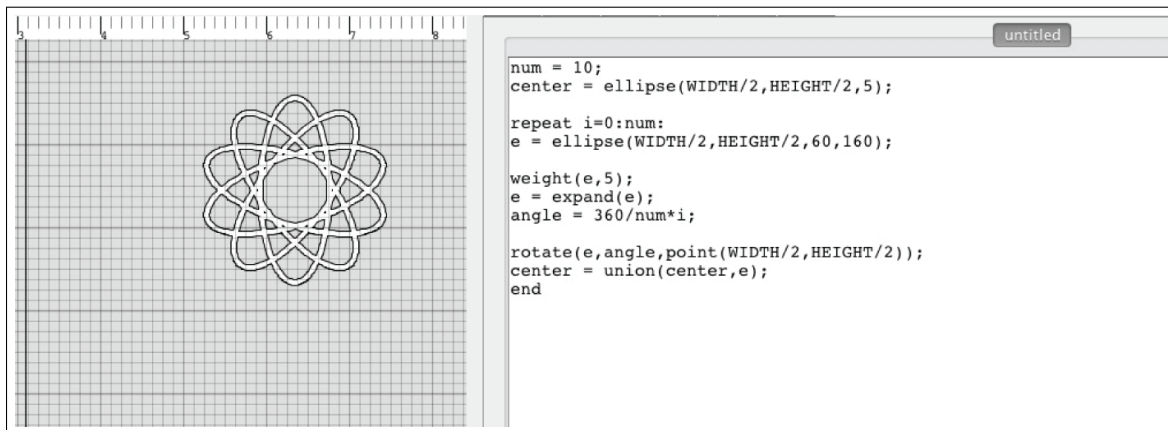 3 4 5 6 7 8
untitled
num = 10;
center = ellipse(WIDTH/2,HEIGHT/2,5);
repeat i=0:num:
e = ellipse(WIDTH/2,HEIGHT/2,60,160);
weight(e,5);
e = expand(e);
angle = 360/num*i;
rotate(e,angle,point(WIDTH/2,HEIGHT/2));
center = union(center,e);
end